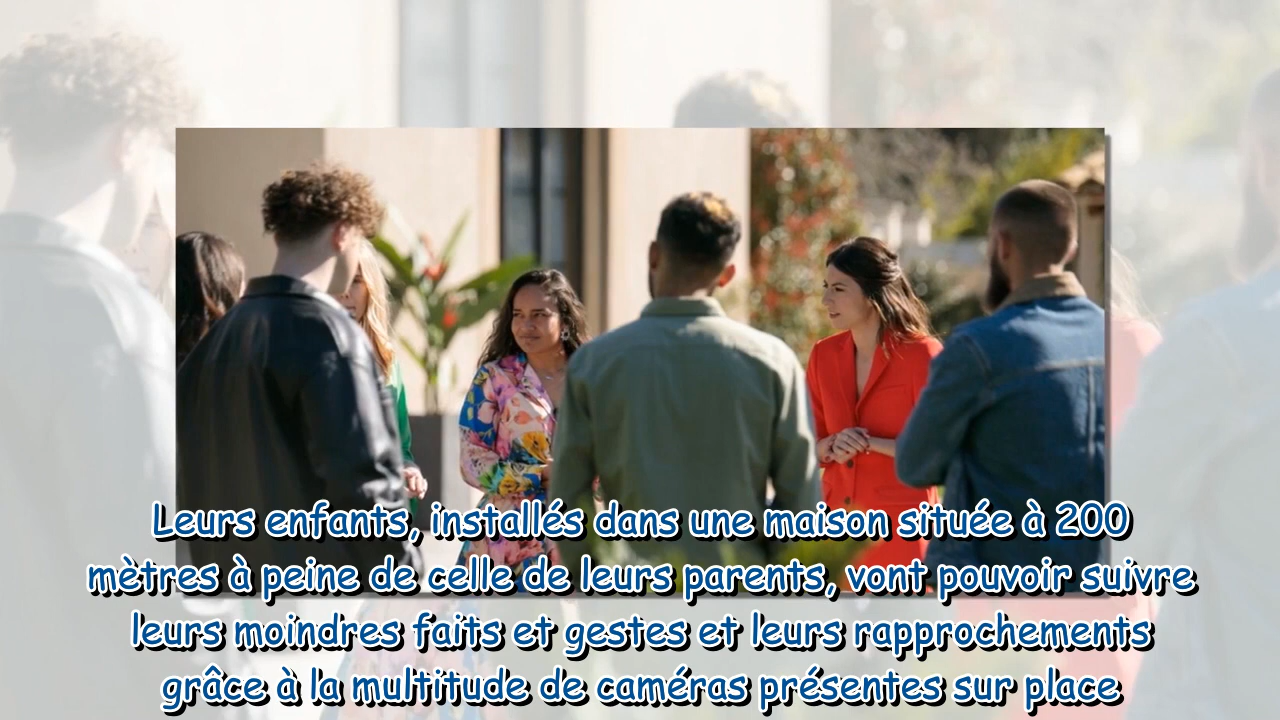 Leurs enfants, installés dans une maison située à 200
mètres à peine de celle de leurs parents, vont pouvoir suivre
leurs moindres faits et gestes et leurs rapprochements
grâce à la multitude de caméras présentes sur place